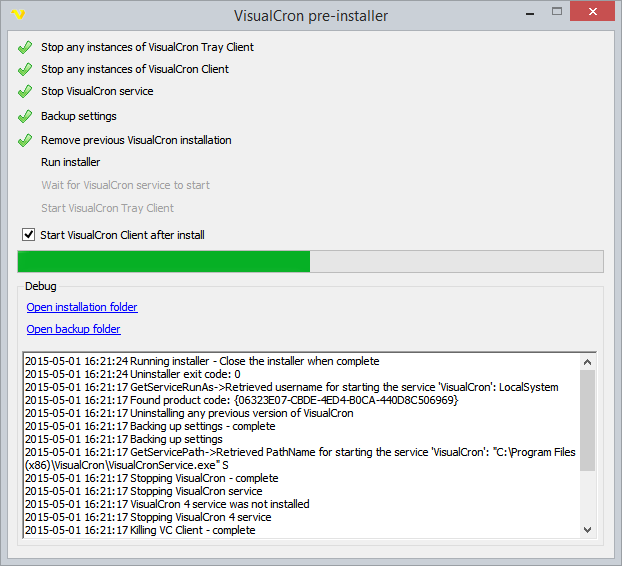 VisualCron pre-installer
Stop any instances of VisualCron Tray Client
Stop any instances of VisualCron Client
Stop VisualCron service
Backup settings
Remove previous VisualCron installation
Run installer
Wait for VisualCron service to start
Start VisualCron Tray Client
Start VisualCron Client after install
Debug
Open installation folder
Open backup folder
2015-05-01 16:21:24 Running installer - Close the installer when complete
2015-05-01 16:21:24 Uninstaller exit code: 0
2015-05-01 16:21:17 GetServiceRunAs->Retrieved username for starting the service 'VisualCron': LocalSystem
2015-05-01 16:21:17 Found product code: {06323E07-CBDE-4ED4-B0CA-440D8C506969}
2015-05-01 16:21:17 Uninstalling any previous version of VisualCron
2015-05-01 16:21:17 Backing up settings - complete
2015-05-01 16:21:17 Backing up settings
2015-05-01 16:21:17 GetServicePath->Retrieved PathName for starting the service 'VisualCron': "C:\Program Files
(x86)\VisualCron\VisualCronService.exe" S
2015-05-01 16:21:17 Stopping VisualCron - complete
2015-05-01 16:21:17 Stopping VisualCron service
2015-05-01 16:21:17 VisualCron 4 service was not installed
2015-05-01 16:21:17 Stopping VisualCron 4 service
2015-05-01 16:21:17 Killing VC Client - complete